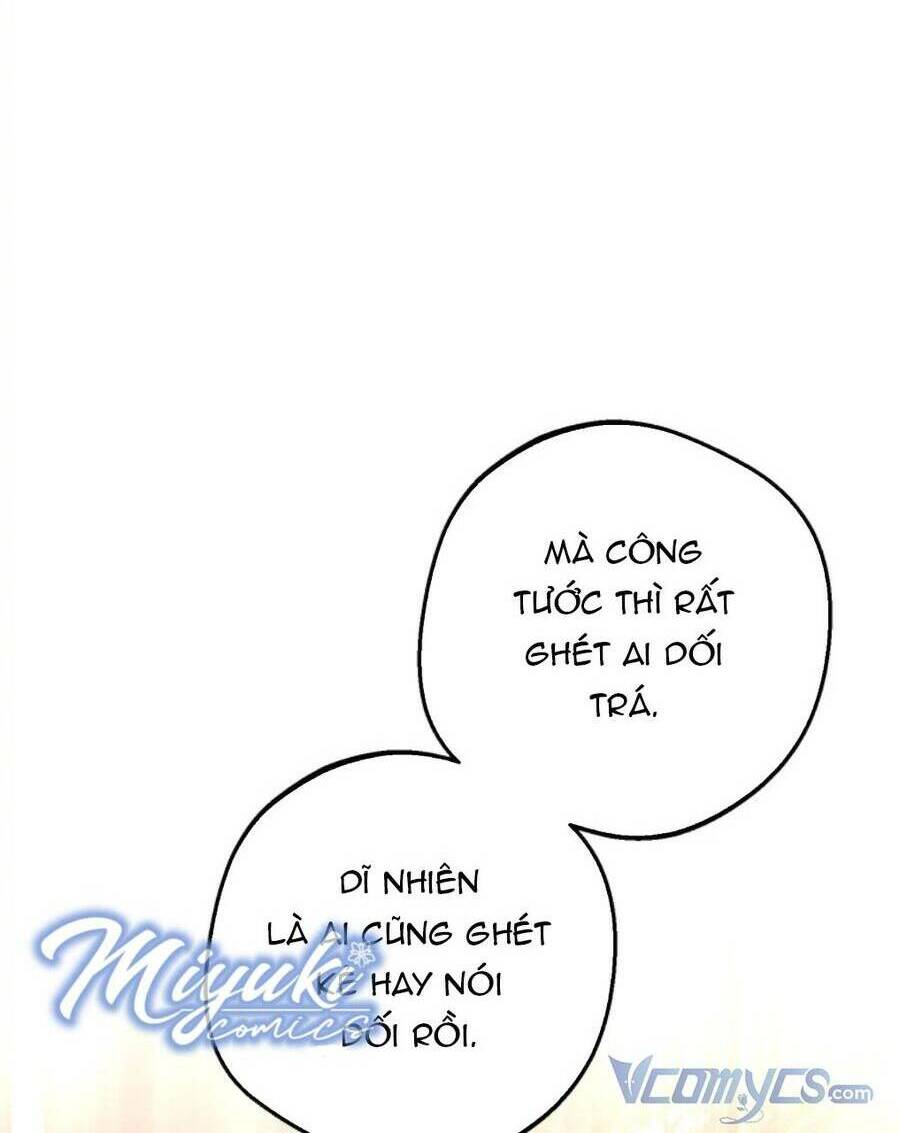 MÀ CÔNG
TƯỚC THÌ RẤT
GHÉT AI DỐI
TRÁ.
DĨ NHIÊN
LÀ AI CŨNG GHÉT
KẺ HAY NÓI
DỐI RỒI.
Miyuki
comics
VCOMYCS.com